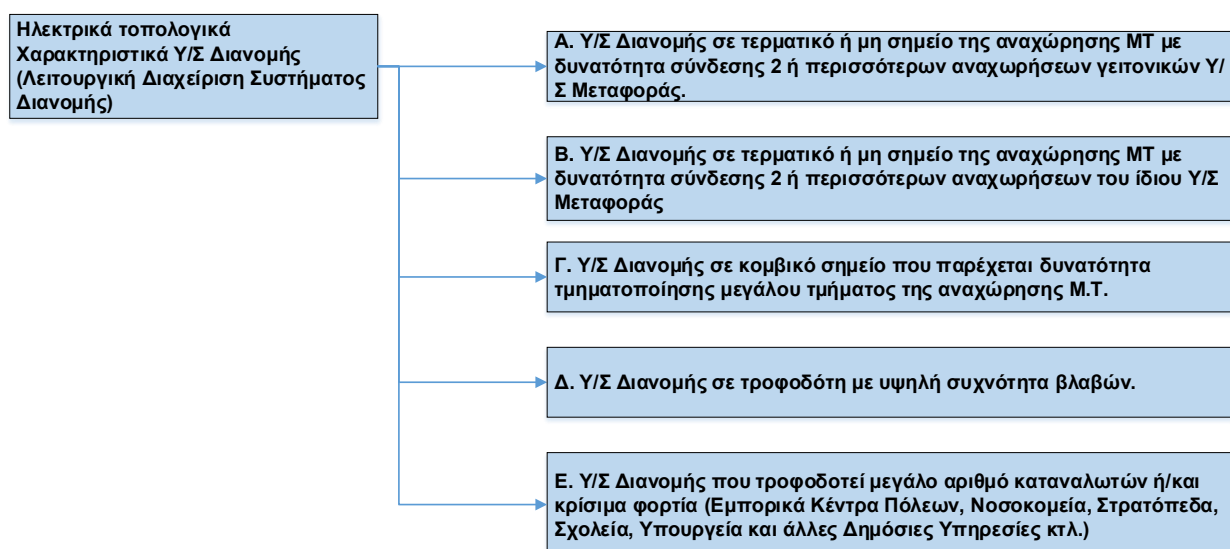 Ηλεκτρικά τοπολογικά
Χαρακτηριστικά Υ/Σ Διανομής
(Λειτουργική Διαχείριση Συστήματος
Διανομής)
Α. Υ/Σ Διανομής σε τερματικό ή μη σημείο της αναχώρησης ΜΤ με
δυνατότητα σύνδεσης 2 ή περισσότερων αναχωρήσεων γειτονικών Υ/
Σ Μεταφοράς.
Β. Υ/Σ Διανομής σε τερματικό ή μη σημείο της αναχώρησης ΜΤ με
δυνατότητα σύνδεσης 2 ή περισσότερων αναχωρήσεων του ίδιου Υ/Σ
Μεταφοράς
Γ. Υ/Σ Διανομής σε κομβικό σημείο που παρέχεται δυνατότητα
τμηματοποίησης μεγάλου τμήματος της αναχώρησης Μ.Τ.
Δ. Υ/Σ Διανομής σε τροφοδότη με υψηλή συχνότητα βλαβών.
Ε. Υ/Σ Διανομής που τροφοδοτεί μεγάλο αριθμό καταναλωτών ή/και
κρίσιμα φορτία (Εμπορικά Κέντρα Πόλεων, Νοσοκομεία, Στρατόπεδα,
Σχολεία, Υπουργεία και άλλες Δημόσιες Υπηρεσίες κτλ.)